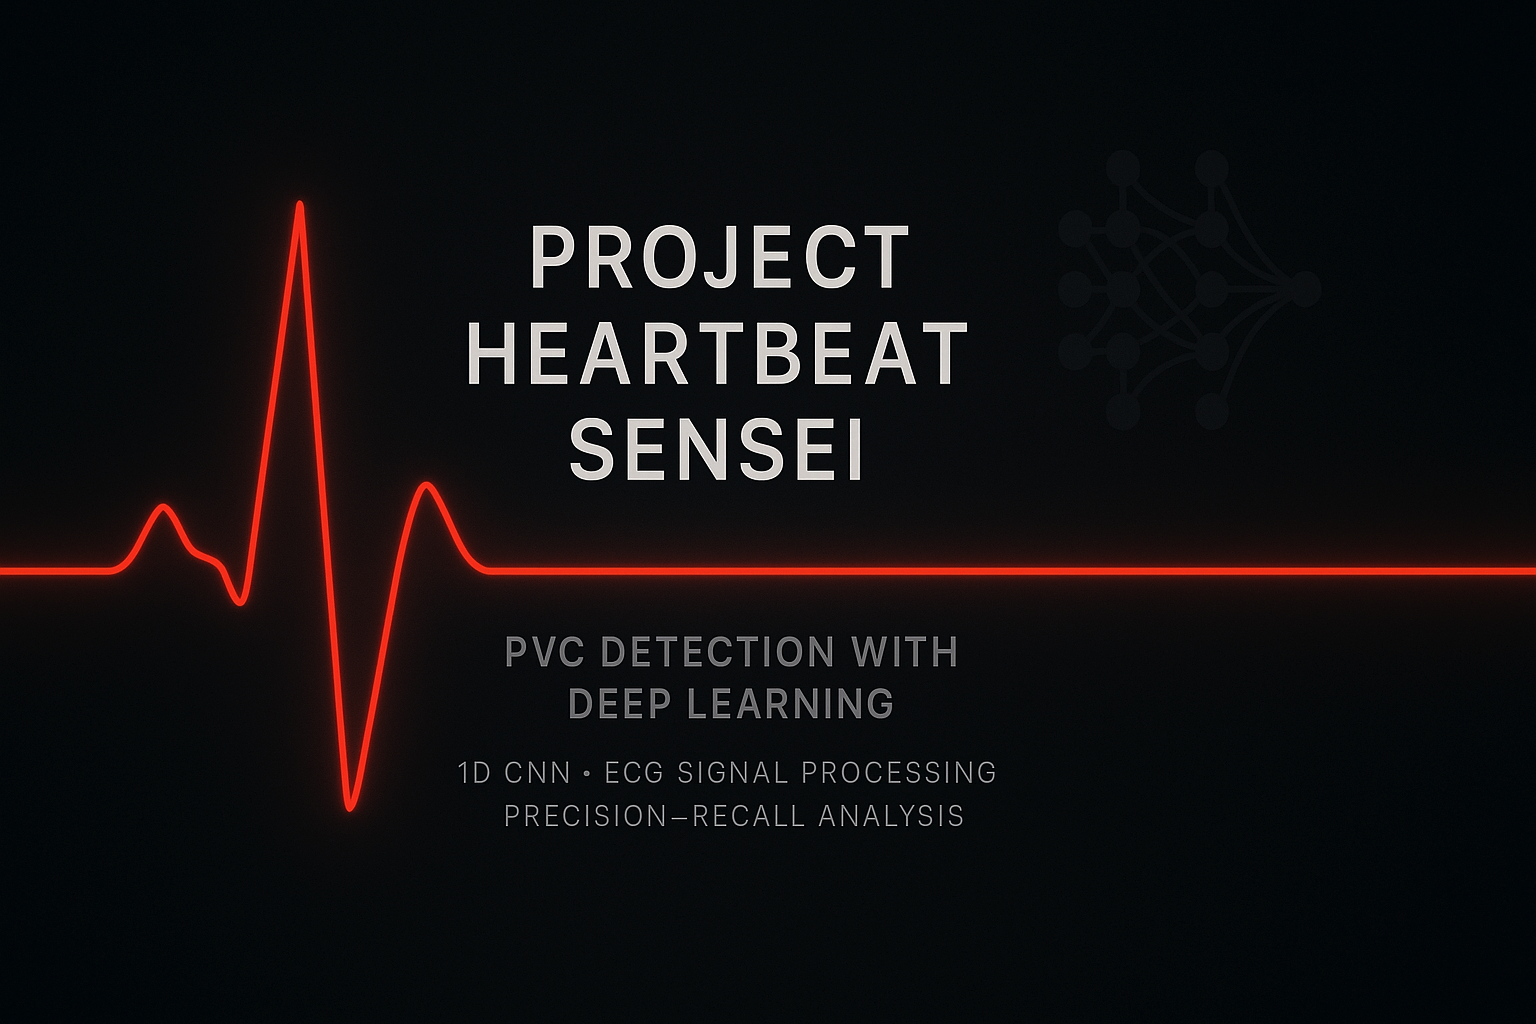 PROJECT
HEARTBEAT
SENSEI
PVC DETECTION WITH
DEEP LEARNING
1D CNN • ECG SIGNAL PROCESSING
PRECISION–RECALL ANALYSIS